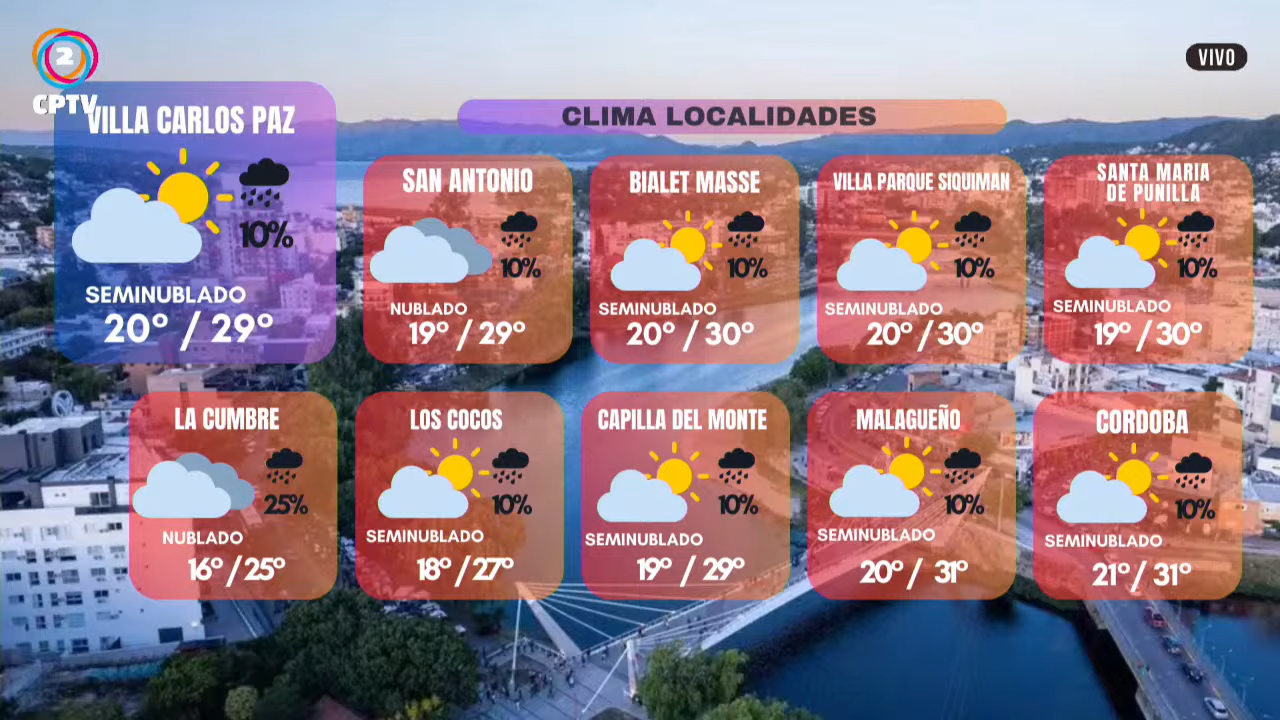 2
CPTV
VIVO
CLIMA LOCALIDADES
VILLA CARLOS PAZ
10%
SEMINUBLADO
20° / 29°
SAN ANTONIO
10%
NUBLADO
19° / 29°
BIALET MASSE
10%
SEMINUBLADO
20° / 30°
VILLA PARQUE SIQUIMAN
10%
SEMINUBLADO
20° / 30°
SANTA MARIA
DE PUNILLA
10%
SEMINUBLADO
19° / 30°
LA CUMBRE
25%
NUBLADO
16° / 25°
LOS COCOS
10%
SEMINUBLADO
18° / 27°
CAPILLA DEL MONTE
10%
SEMINUBLADO
19° / 29°
MALAGUEÑO
10%
SEMINUBLADO
20° / 31°
CORDOBA
10%
SEMINUBLADO
21° / 31°